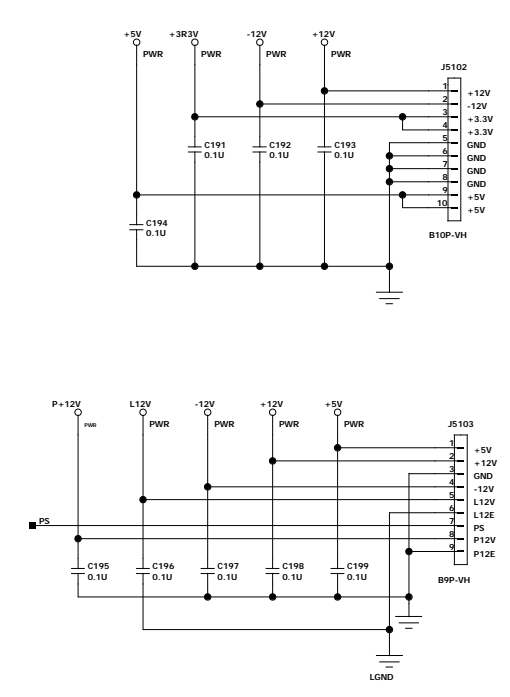 +5V +3R3V -12V +12V
PWR PWR PWR PWR
J5102
1 +12V
2 -12V
3 +3.3V
4 +3.3V
5 GND
6 GND
7 GND
8 GND
9 +5V
10 +5V
C191 C192 C193
0.1U 0.1U 0.1U
C194
0.1U
B10P-VH
P+12V L12V -12V +12V +5V
PWR PWR PWR PWR PWR
J5103
1 +5V
2 +12V
3 GND
4 -12V
5 L12V
6 L12E
PS 7 PS
8 P12V
9 P12E
C195 C196 C197 C198 C199
0.1U 0.1U 0.1U 0.1U 0.1U
B9P-VH
LGND